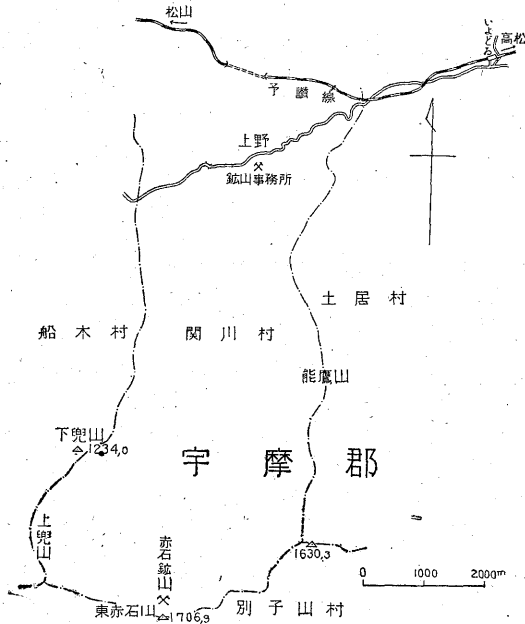 松山
いよどゐ
高松
予讃線
上野
鉱山事務所
土居村
船木村
関川村
能鷹山
下兜山
1234,0
宇摩郡
上兜山
赤石鉱山
1630,3
0 1000 2000m
東赤石山
1706,9
別子山村